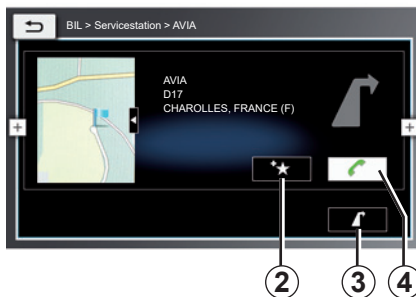 BIL > Servicestation > AVIA
AVIA
D17
CHAROLLES, FRANCE (F)
2
3
4